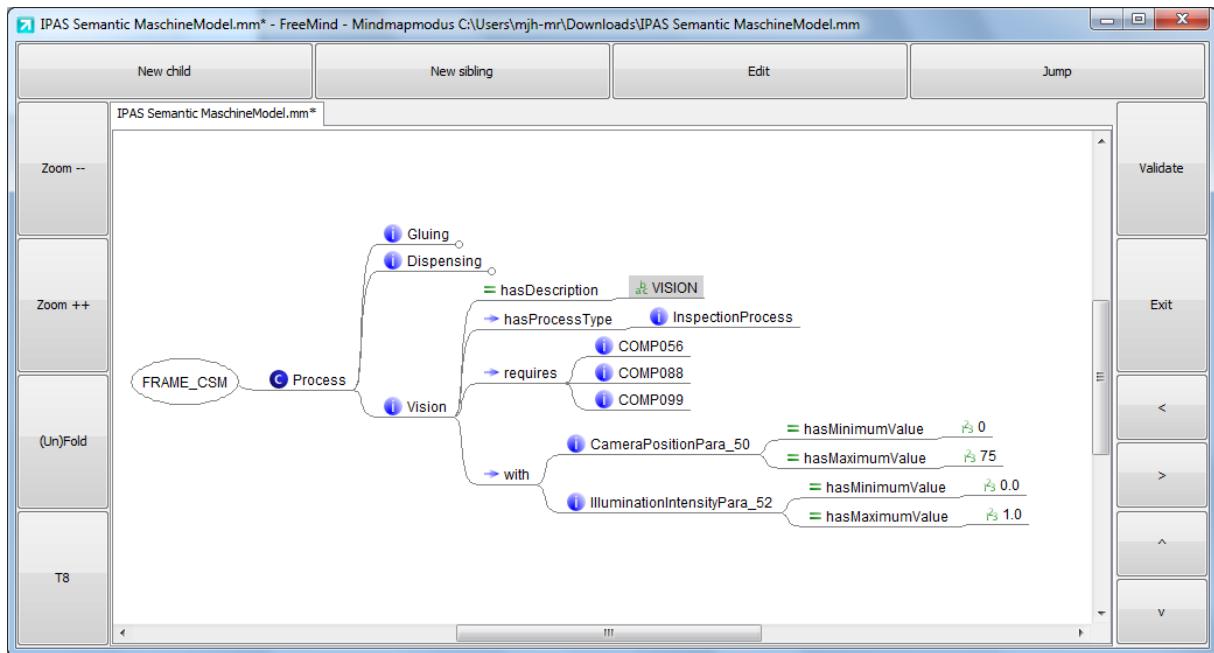 IPAS Semantic MaschineModel.mm* - FreeMind - Mindmapmodus C:\Users\mjh-mr\Downloads\IPAS Semantic MaschineModel.mm
New child
New sibling
Edit
Jump
IPAS Semantic MaschineModel.mm*
Zoom --
Zoom ++
(Un)Fold
T8
Validate
Exit
<
>
^
v
FRAME_CSM
C Process
i Gluing
i Dispensing
i Vision
= hasDescription
VISION
hasProcessType
i InspectionProcess
requires
i COMP056
i COMP088
i COMP099
with
i CameraPositionPara_50
= hasMinimumValue
0
= hasMaximumValue
75
i IlluminationIntensityPara_52
= hasMinimumValue
0.0
= hasMaximumValue
1.0